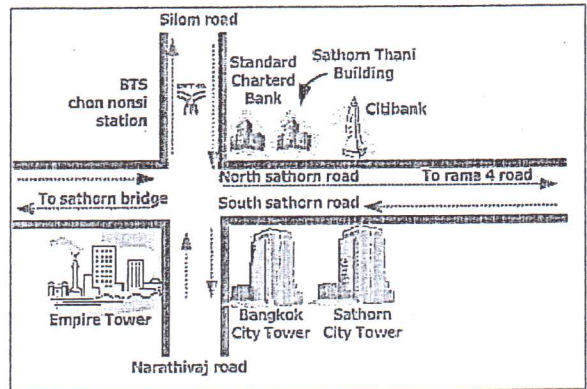 Silom road
BTS
chon nonsi
station
Standard
Charterd
Bank
Sathorn Thani
Building
Citibank
North sathorn road
To rama 4 road
To sathorn bridge
South sathorn road
Empire Tower
Bangkok
City Tower
Sathorn
City Tower
Narathivaj road